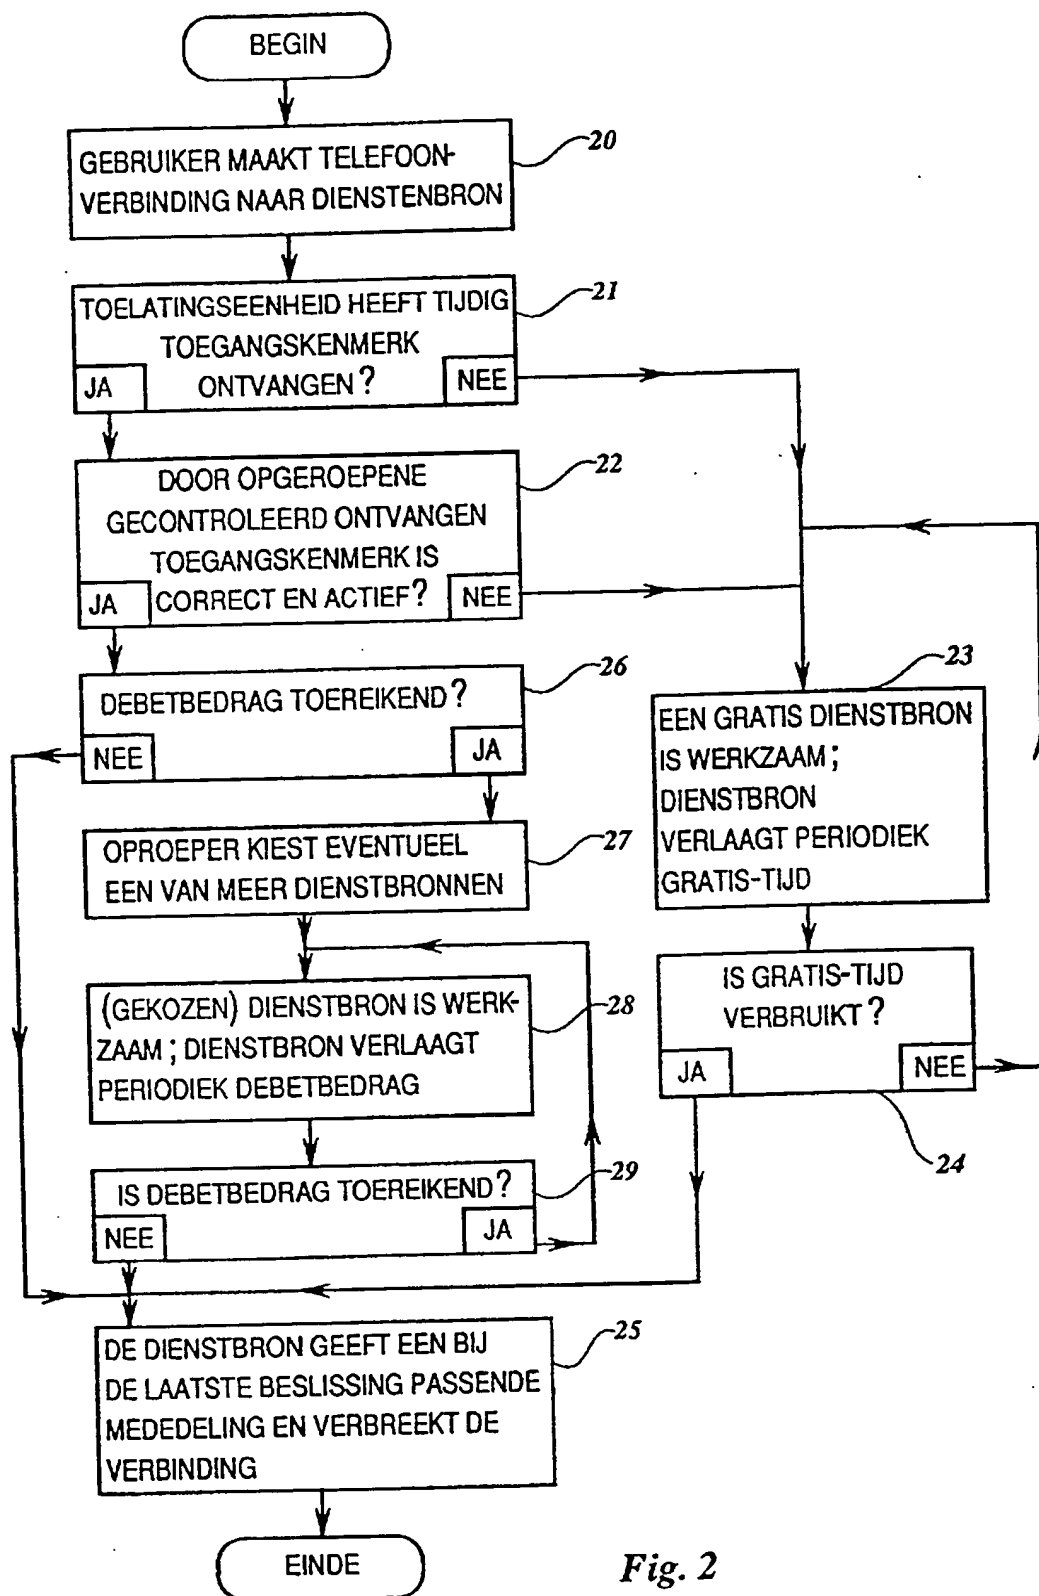 BEGIN
GEBRUIKER MAAKT TELEFOON-
VERBINDING NAAR DIENSTENBRON
20
TOELATINGSEENHEID HEEFT TIJDIG
TOEGANGSKENMERK
ONTVANGEN?
JA
NEE
21
DOOR OPGEROEPENE
GECONTROLEERD ONTVANGEN
TOEGANGSKENMERK IS
CORRECT EN ACTIEF?
JA
NEE
22
DEBETBEDRAG TOEREIKEND?
NEE
JA
26
OPROEPER KIEST EVENTUEEL
EEN VAN MEER DIENSTBRONNEN
27
(GEKOZEN) DIENSTBRON IS WERK-
ZAAM; DIENSTBRON VERLAAGT
PERIODIEK DEBETBEDRAG
28
IS DEBETBEDRAG TOEREIKEND?
NEE
JA
29
EEN GRATIS DIENSTBRON
IS WERKZAAM;
DIENSTBRON
VERLAAGT PERIODIEK
GRATIS-TIJD
23
IS GRATIS-TIJD
VERBRUIKT?
JA
NEE
24
DE DIENSTBRON GEEFT EEN BIJ
DE LAATSTE BESLISSING PASSENDE
MEDEDELING EN VERBREEKT DE
VERBINDING
25
EINDE
Fig. 2